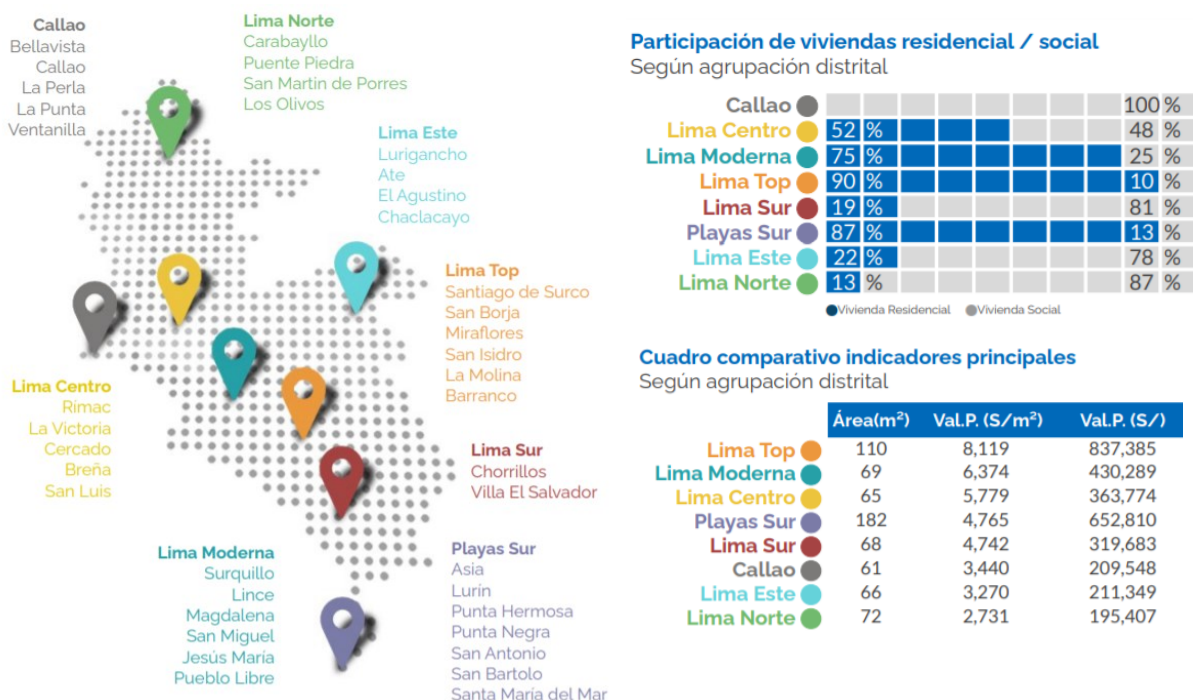 Callao
Bellavista
Callao
La Perla
La Punta
Ventanilla
Lima Norte
Carabayllo
Puente Piedra
San Martin de Porres
Los Olivos
Lima Este
Lurigancho
Ate
El Agustino
Chaclacayo
Lima Top
Santiago de Surco
San Borja
Miraflores
San Isidro
La Molina
Barranco
Lima Centro
Rímac
La Victoria
Cercado
Breña
San Luis
Lima Sur
Chorrillos
Villa El Salvador
Lima Moderna
Surquillo
Lince
Magdalena
San Miguel
Jesús María
Pueblo Libre
Playas Sur
Asia
Lurín
Punta Hermosa
Punta Negra
San Antonio
San Bartolo
Santa María del Mar
Participación de viviendas residencial / social
Según agrupación distrital
Callao 100 %
Lima Centro 52 % 48 %
Lima Moderna 75 % 25 %
Lima Top 90 % 10 %
Lima Sur 19 % 81 %
Playas Sur 87 % 13 %
Lima Este 22 % 78 %
Lima Norte 13 % 87 %
Vivienda Residencial Vivienda Social
Cuadro comparativo indicadores principales
Según agrupación distrital
Área(m²) Val.P. (S/m²) Val.P. (S/)
Lima Top 110 8,119 837,385
Lima Moderna 69 6,374 430,289
Lima Centro 65 5,779 363,774
Playas Sur 182 4,765 652,810
Lima Sur 68 4,742 319,683
Callao 61 3,440 209,548
Lima Este 66 3,270 211,349
Lima Norte 72 2,731 195,407